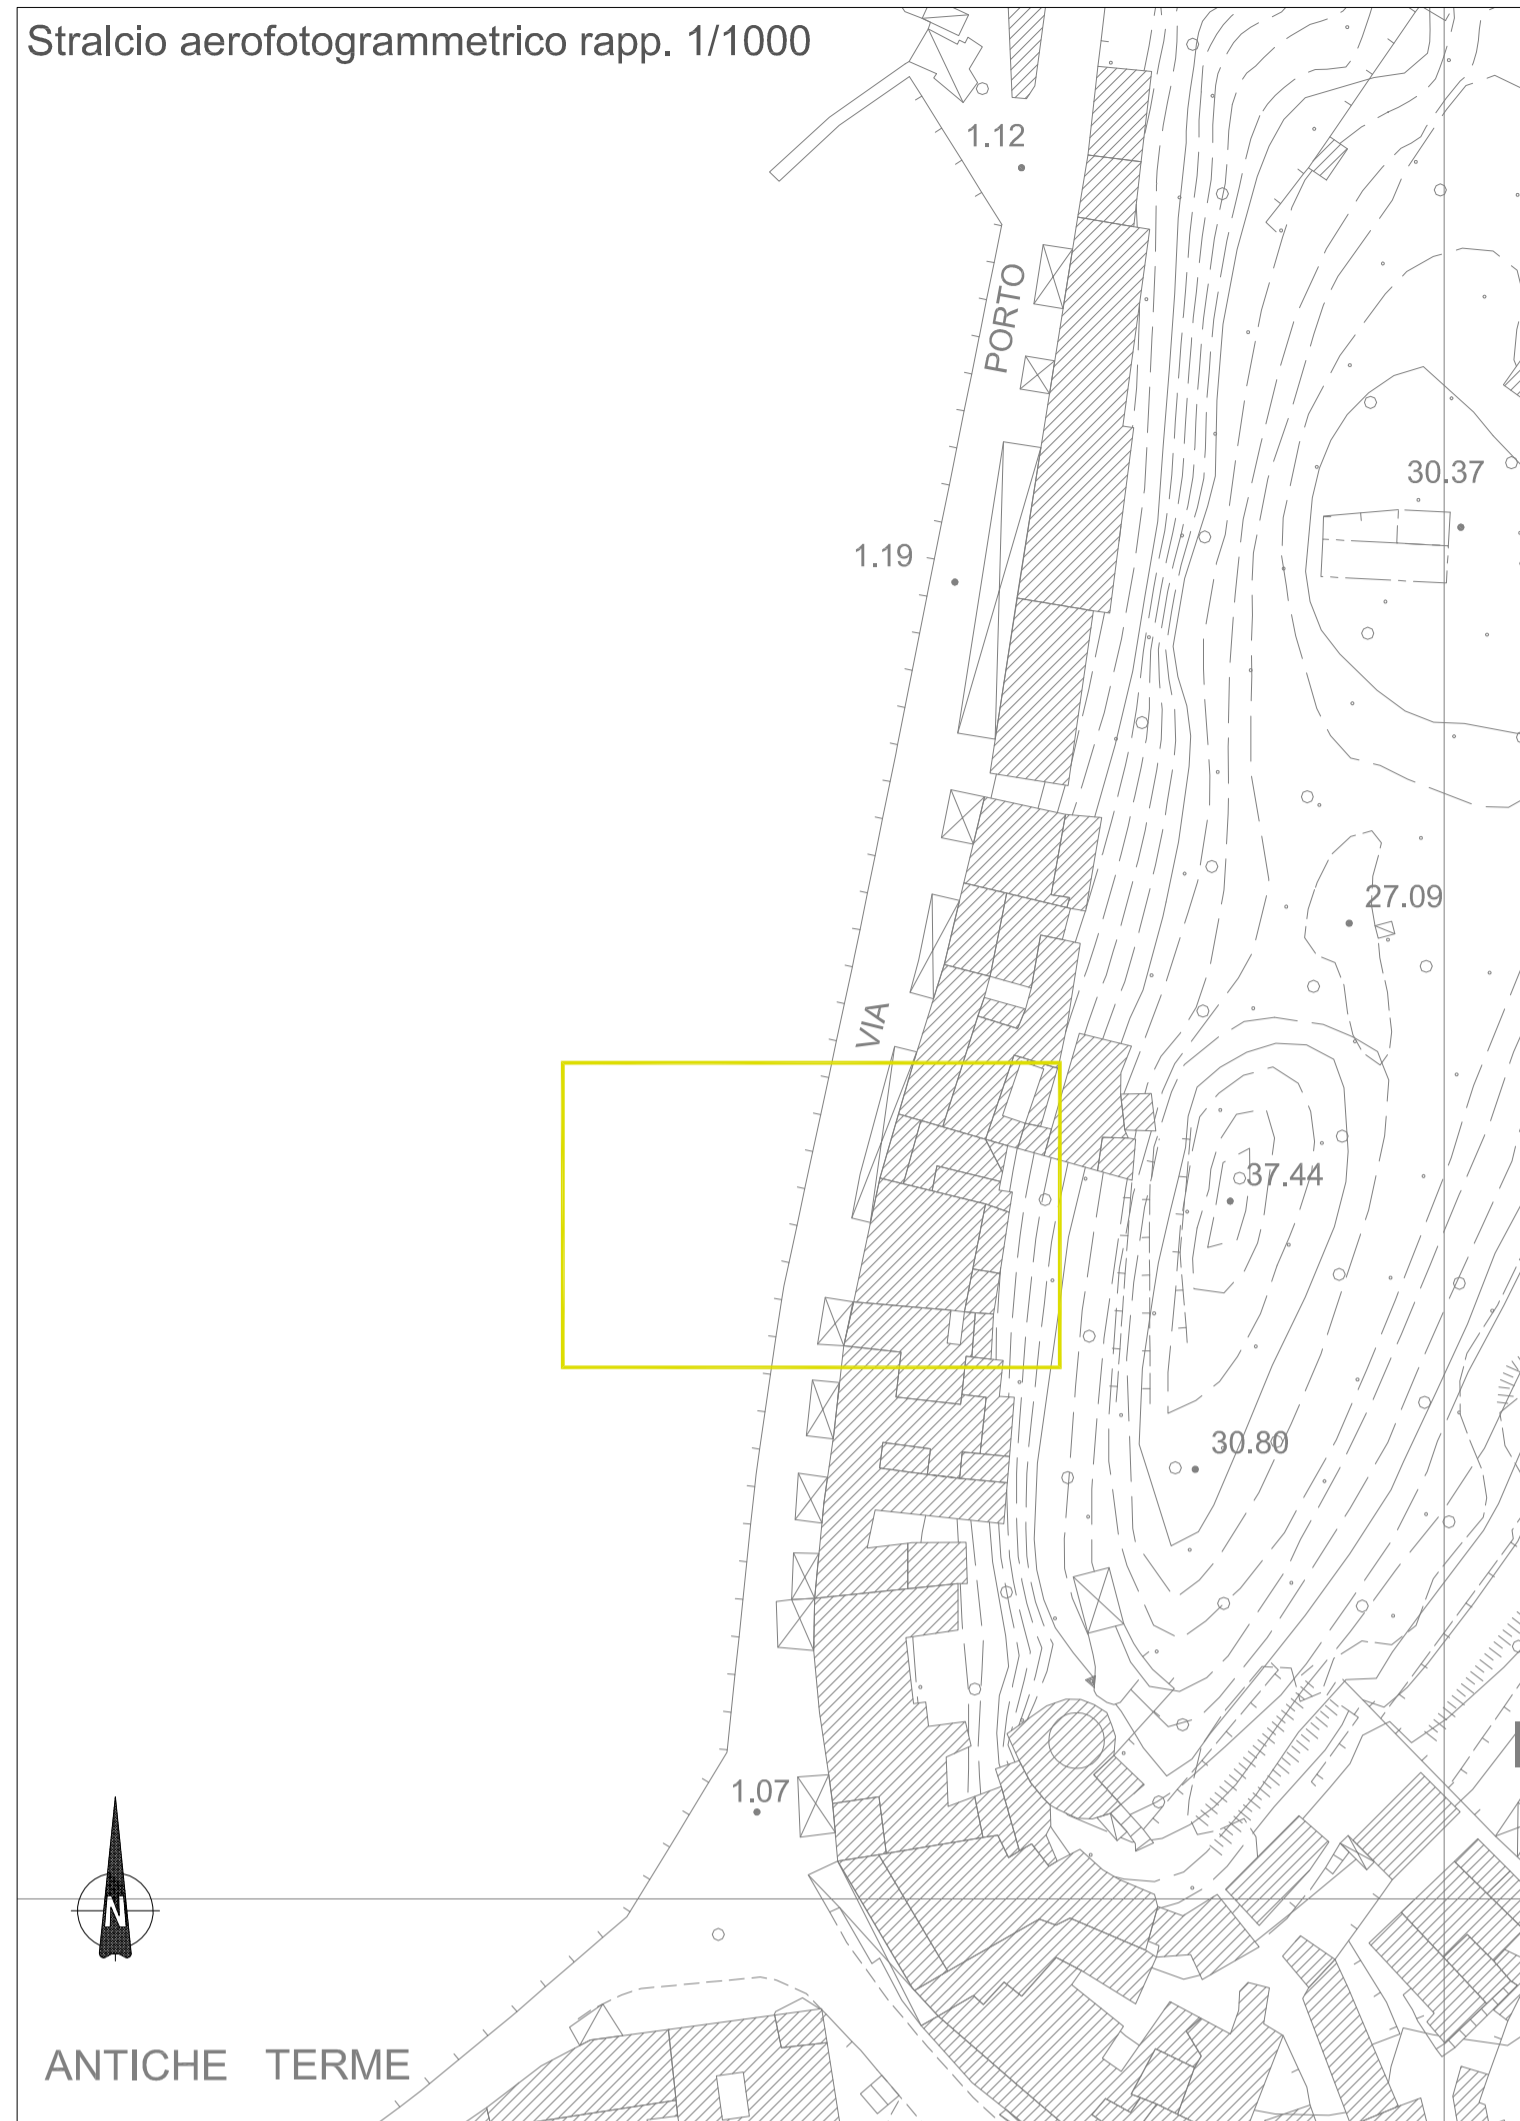 Stralcio aerofotogrammetrico rapp. 1/1000
1.12
PORTO
30.37
1.19
27.09
VIA
37.44
30.80
1.07
N
ANTICHE TERME